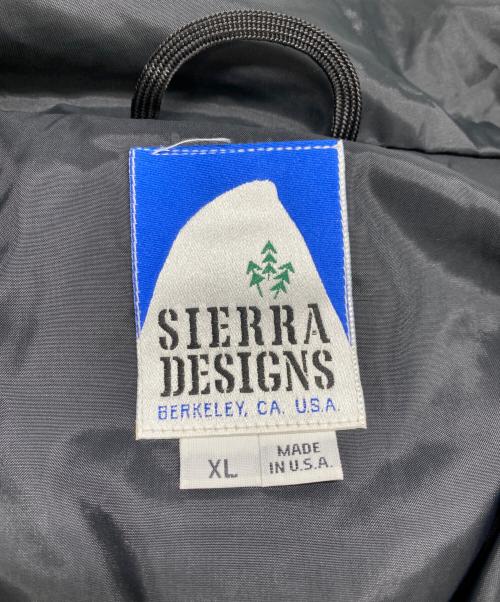 SIERRA
DESIGNS
BERKELEY, CA. U.S.A.
XL
MADE
IN U.S.A.